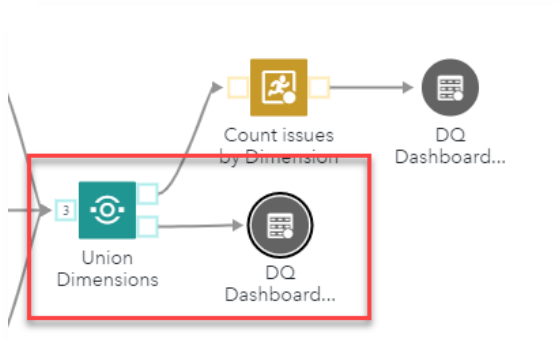 Count issues
by Dimension
DQ
Dashboard...
3
Union
Dimensions
DQ
Dashboard...